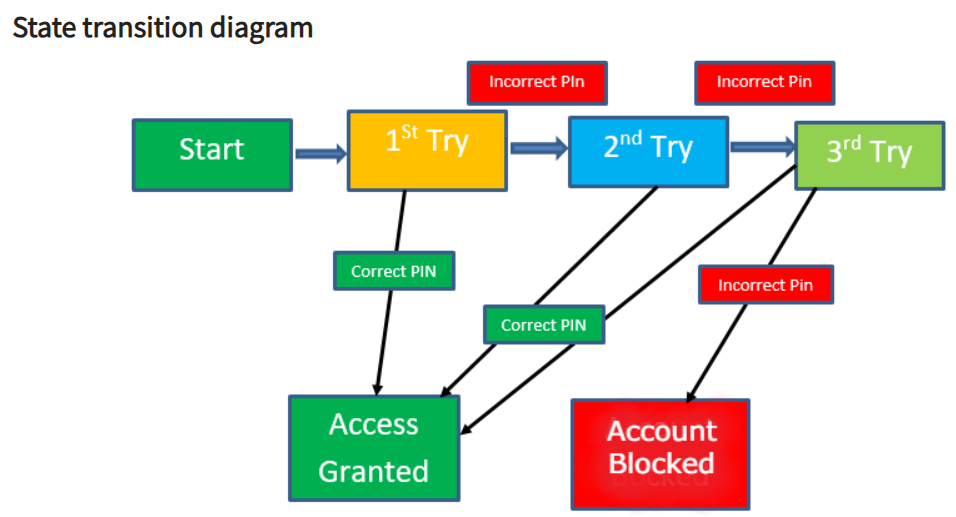 State transition diagram
Incorrect PIn
Incorrect Pin
Start
1St Try
2nd Try
3rd Try
Correct PIN
Incorrect Pin
Correct PIN
Access
Granted
Account
Blocked